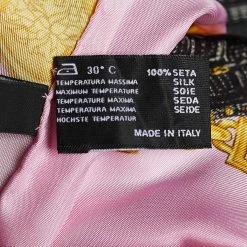 30° C 100% SETA
TEMPERATURA MASSIMA SILK
MAXIMUM TEMPERATURE SOIE
TEMPERATURE MAXIMA SEDA
TEMPERATURA MAXIMA SEIDE
HÖCHSTE TEMPERATUR
MADE IN ITALY